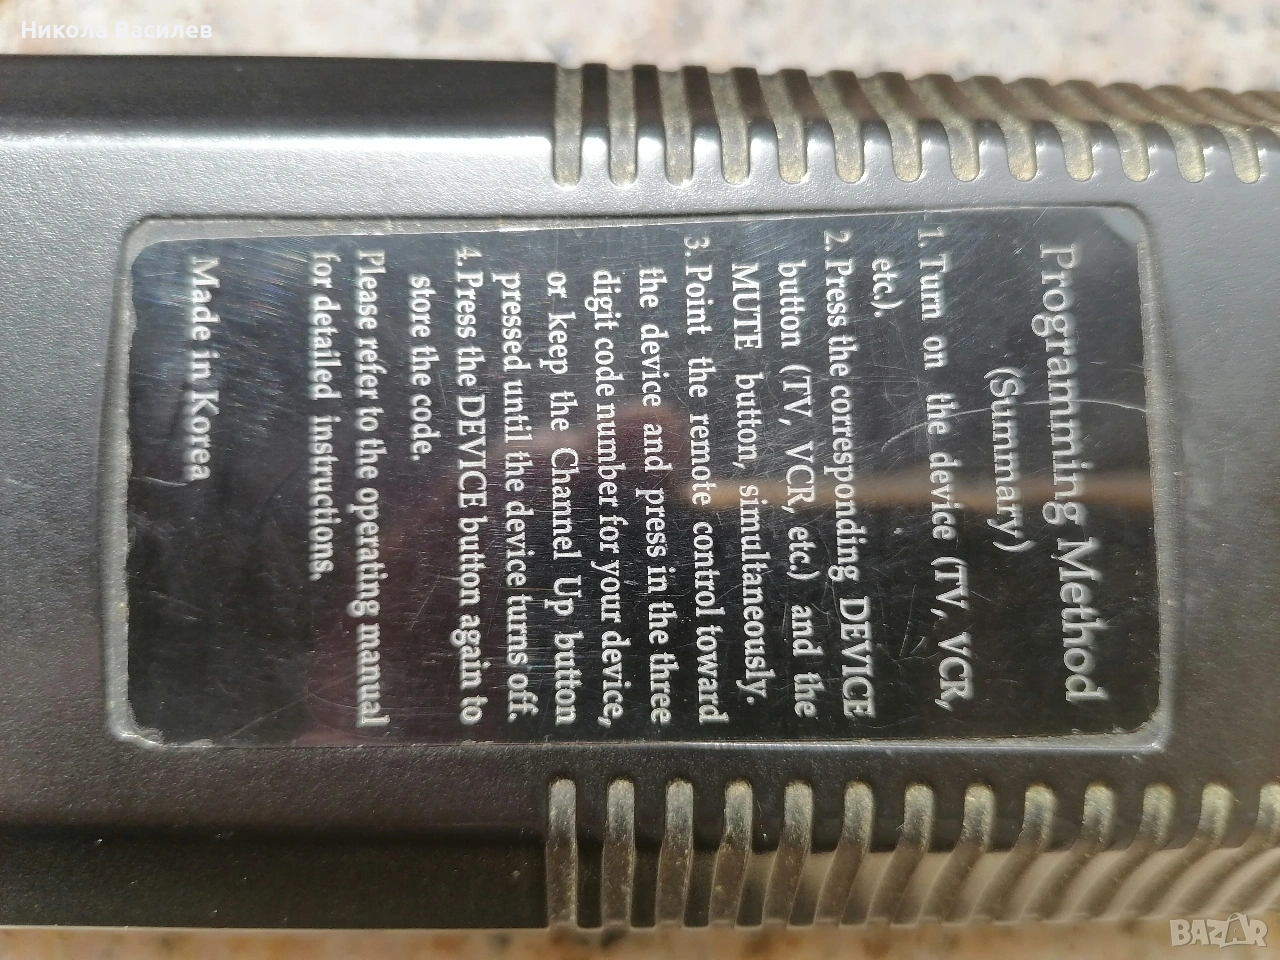 Никола Василев
Programming Method
(Summary)
1. Turn on the device (TV, VCR,
etc.).
2. Press the corresponding DEVICE
button (TV, VCR, etc.) and the
MUTE button, simultaneously.
3. Point the remote control toward
the device and press in the three
digit code number for your device,
or keep the Channel Up button
pressed until the device turns off.
4. Press the DEVICE button again to
store the code.
Please refer to the operating manual
for detailed instructions.
Made in Korea
BAZAR